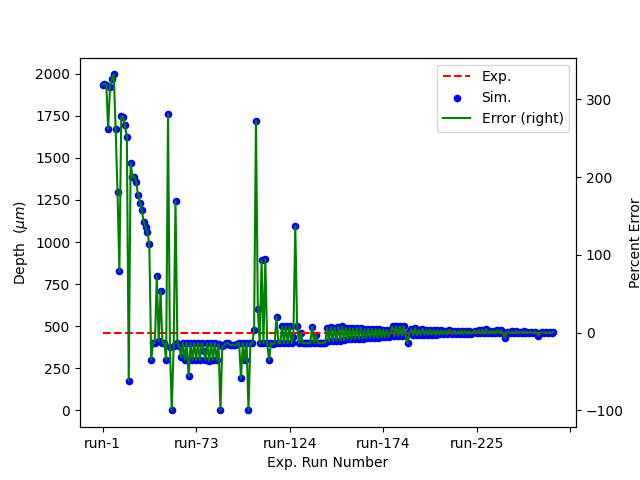 Exp.
Sim.
Error (right)
2000
1750
1500
1250
1000
750
500
250
0
Depth (μm)
300
200
100
0
−100
Percent Error
run-1 run-73 run-124 run-174 run-225
Exp. Run Number